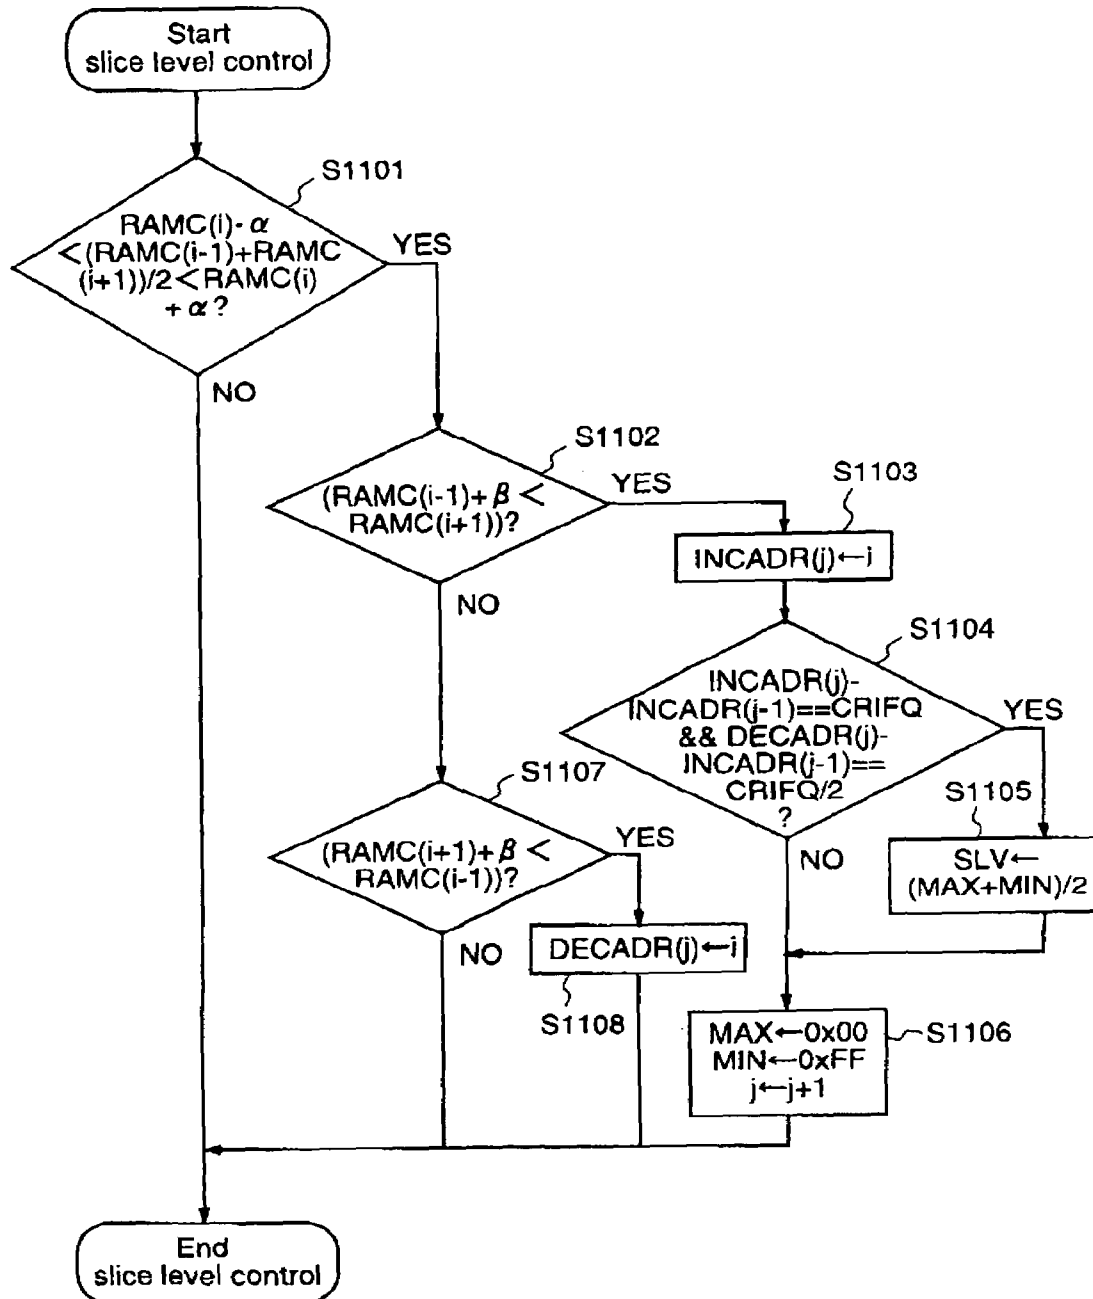 Start
slice level control
S1101
RAMC(i)-α
<(RAMC(i-1)+RAMC
(i+1))/2<RAMC(i)
+α?
YES
NO
S1102
(RAMC(i-1)+β<
RAMC(i+1))?
YES
NO
S1103
INCADR(j)←i
S1104
INCADR(j)-
INCADR(j-1)==CRIFQ
&& DECADR(j)-
INCADR(j-1)==
CRIFQ/2
?
YES
NO
S1105
SLV←
(MAX+MIN)/2
S1107
(RAMC(i+1)+β<
RAMC(i-1))?
YES
NO
DECADR(j)←i
S1108
MAX←0x00
MIN←0xFF
j←j+1
S1106
End
slice level control